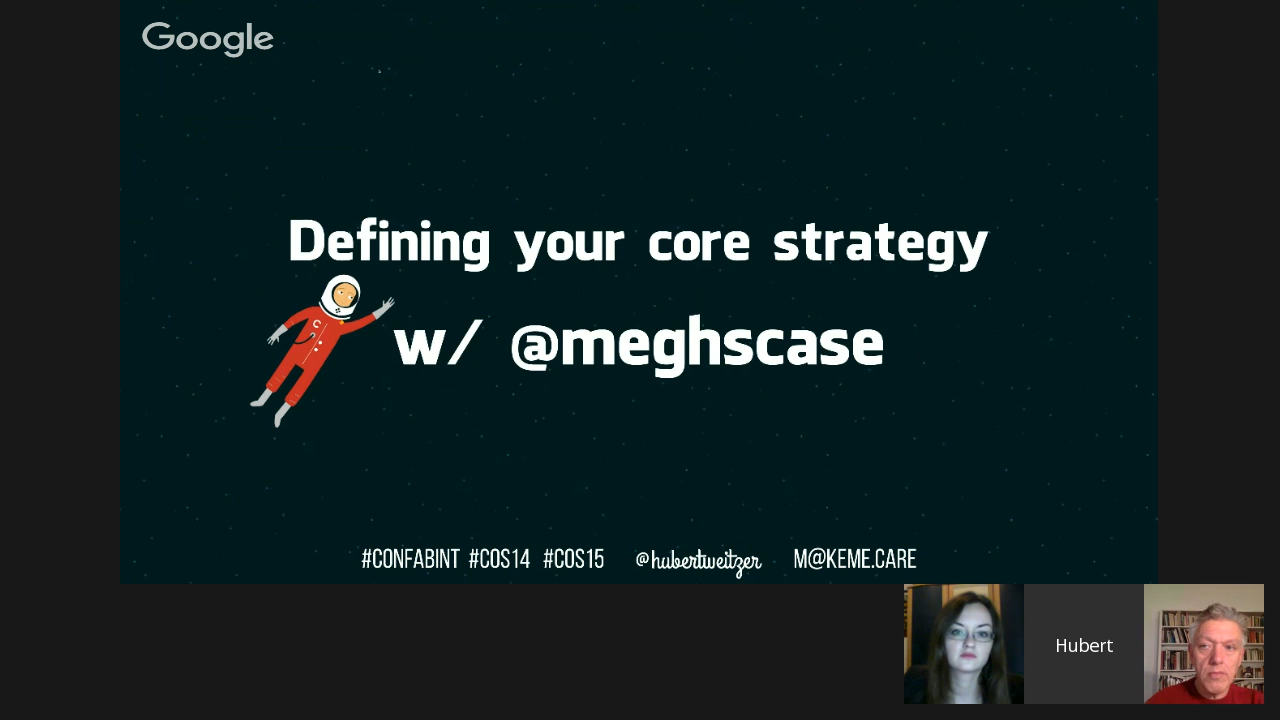 Google
Defining your core strategy
w/ @meghscase
C
#CONFABINT #COS14 #COS15 @hubertweitzer M@KEME.CARE
Hubert